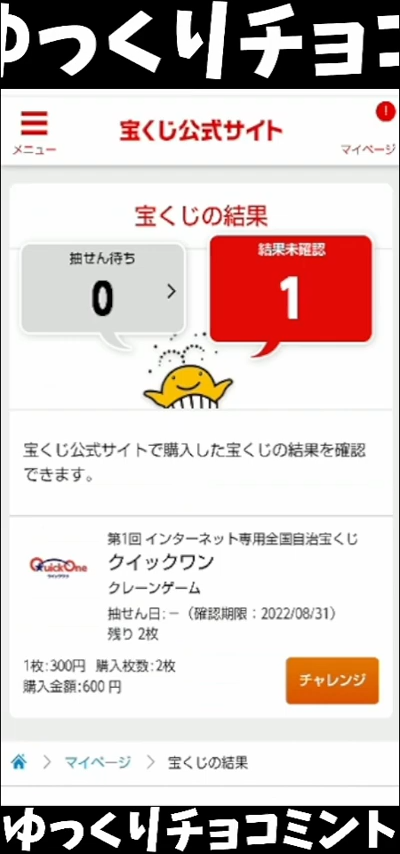 ゆっくりチョコ
メニュー
宝くじ公式サイト
!
マイページ
宝くじの結果
抽せん待ち
0
結果未確認
1
宝くじ公式サイトで購入した宝くじの結果を確認
できます。
QuickOne
クイックワン
第1回 インターネット専用全国自治宝くじ
クイックワン
クレーンゲーム
抽せん日:−(確認期限:2022/08/31)
残り 2枚
1枚:300円 購入枚数:2枚
購入金額:600 円
チャレンジ
マイページ
宝くじの結果
ゆっくりチョコミント